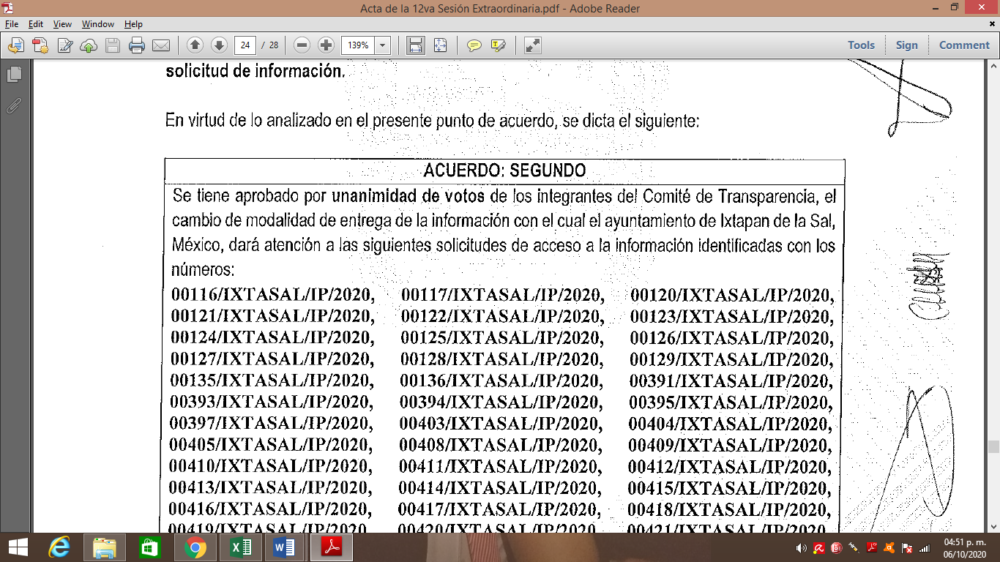 Acta de la 12va Sesión Extraordinaria.pdf - Adobe Reader
File Edit View Window Help
24 / 28 139% Tools Sign Comment
solicitud de información.
En virtud de lo analizado en el presente punto de acuerdo, se dicta el siguiente:
ACUERDO: SEGUNDO
Se tiene aprobado por unanimidad de votos de los integrantes del Comité de Transparencia, el
cambio de modalidad de entrega de la información con el cual el ayuntamiento de Ixtapan de la Sal,
México, dará atención a las siguientes solicitudes de acceso a la información identificadas con los
números:
00116/IXTASAL/IP/2020, 00117/IXTASAL/IP/2020, 00120/IXTASAL/IP/2020,
00121/IXTASAL/IP/2020, 00122/IXTASAL/IP/2020, 00123/IXTASAL/IP/2020,
00124/IXTASAL/IP/2020, 00125/IXTASAL/IP/2020, 00126/IXTASAL/IP/2020,
00127/IXTASAL/IP/2020, 00128/IXTASAL/IP/2020, 00129/IXTASAL/IP/2020,
00135/IXTASAL/IP/2020, 00136/IXTASAL/IP/2020, 00391/IXTASAL/IP/2020,
00393/IXTASAL/IP/2020, 00394/IXTASAL/IP/2020, 00395/IXTASAL/IP/2020,
00397/IXTASAL/IP/2020, 00403/IXTASAL/IP/2020, 00404/IXTASAL/IP/2020,
00405/IXTASAL/IP/2020, 00408/IXTASAL/IP/2020, 00409/IXTASAL/IP/2020,
00410/IXTASAL/IP/2020, 00411/IXTASAL/IP/2020, 00412/IXTASAL/IP/2020,
00413/IXTASAL/IP/2020, 00414/IXTASAL/IP/2020, 00415/IXTASAL/IP/2020,
00416/IXTASAL/IP/2020, 00417/IXTASAL/IP/2020, 00418/IXTASAL/IP/2020,
00419/IXTASAL/IP/2020, 00420/IXTASAL/IP/2020, 00421/IXTASAL/IP/2020,
04:51 p. m.
06/10/2020